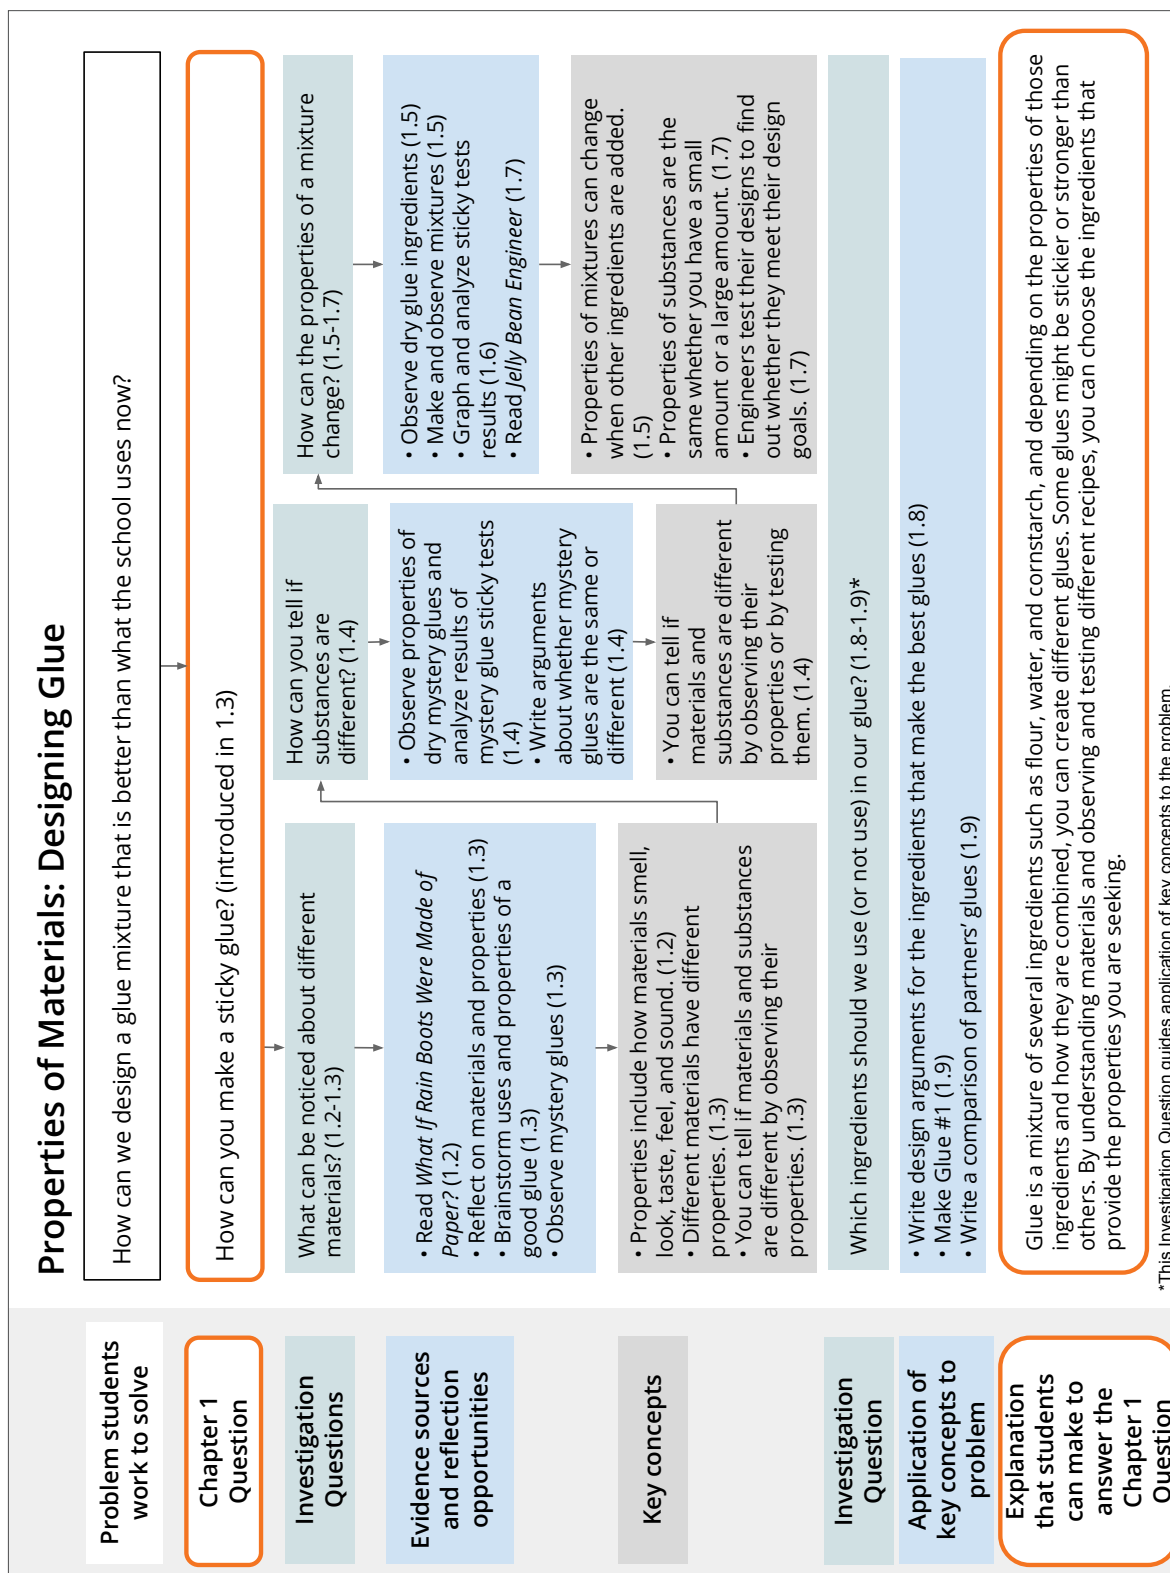 Properties of Materials: Designing Glue
Problem students
work to solve
How can we design a glue mixture that is better than what the school uses now?
Chapter 1
Question
How can you make a sticky glue? (introduced in 1.3)
Investigation
Questions
What can be noticed about different
materials? (1.2-1.3)
How can you tell if
substances are
different? (1.4)
How can the properties of a mixture
change? (1.5-1.7)
Evidence sources
and reflection
opportunities
• Read What If Rain Boots Were Made of
Paper? (1.2)
• Reflect on materials and properties (1.3)
• Brainstorm uses and properties of a
good glue (1.3)
• Observe mystery glues (1.3)
• Observe properties of
dry mystery glues and
analyze results of
mystery glue sticky tests
(1.4)
• Write arguments
about whether mystery
glues are the same or
different (1.4)
• Observe dry glue ingredients (1.5)
• Make and observe mixtures (1.5)
• Graph and analyze sticky tests
results (1.6)
• Read Jelly Bean Engineer (1.7)
Key concepts
• Properties include how materials smell,
look, taste, feel, and sound. (1.2)
• Different materials have different
properties. (1.3)
• You can tell if materials and substances
are different by observing their
properties. (1.3)
• You can tell if
materials and
substances are different
by observing their
properties or by testing
them. (1.4)
• Properties of mixtures can change
when other ingredients are added.
(1.5)
• Properties of substances are the
same whether you have a small
amount or a large amount. (1.7)
• Engineers test their designs to find
out whether they meet their design
goals. (1.7)
Investigation
Question
Which ingredients should we use (or not use) in our glue? (1.8-1.9)*
Application of
key concepts to
problem
• Write design arguments for the ingredients that make the best glues (1.8)
• Make Glue #1 (1.9)
• Write a comparison of partners’ glues (1.9)
Explanation
that students
can make to
answer the
Chapter 1
Question
Glue is a mixture of several ingredients such as flour, water, and cornstarch, and depending on the properties of those
ingredients and how they are combined, you can create different glues. Some glues might be stickier or stronger than
others. By understanding materials and observing and testing different recipes, you can choose the ingredients that
provide the properties you are seeking.
*This Investigation Question guides application of key concepts to the problem.